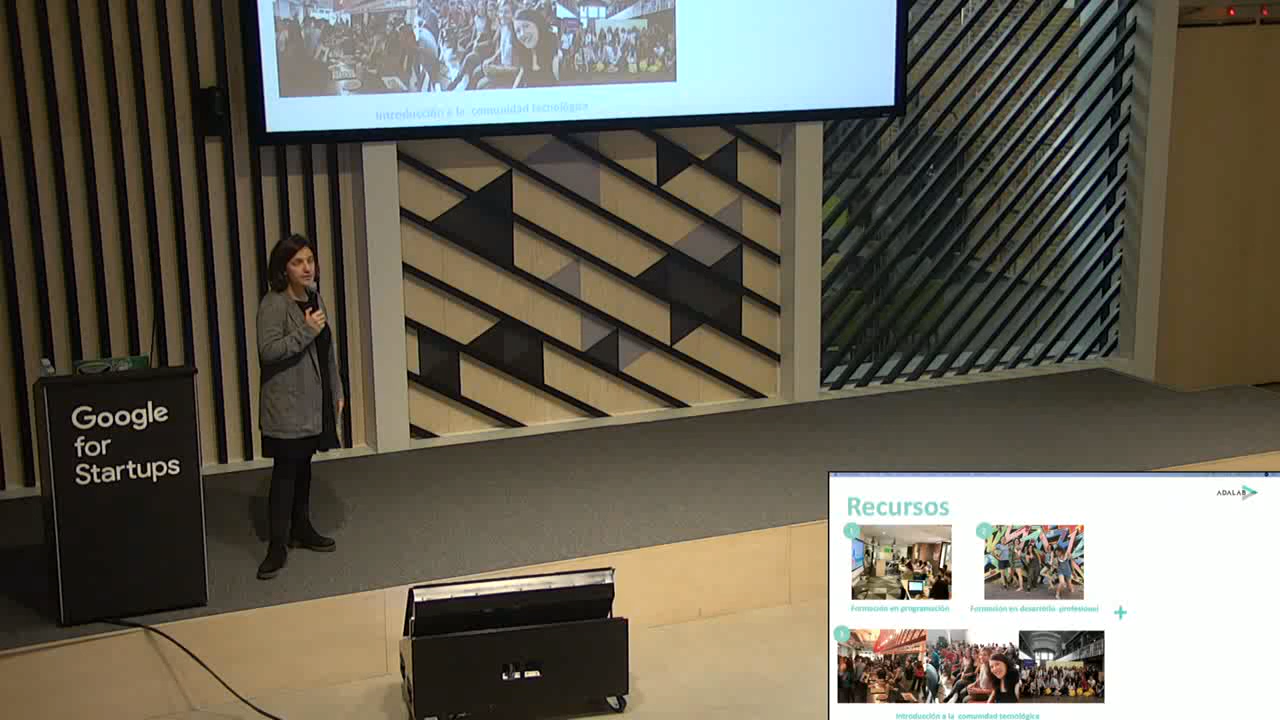 Introducción a la comunidad tecnológica
Google
for
Startups
Recursos
ADALAB
1
2
Formación en programación
Formación en desarrollo profesional
+
3
Introducción a la comunidad tecnológica